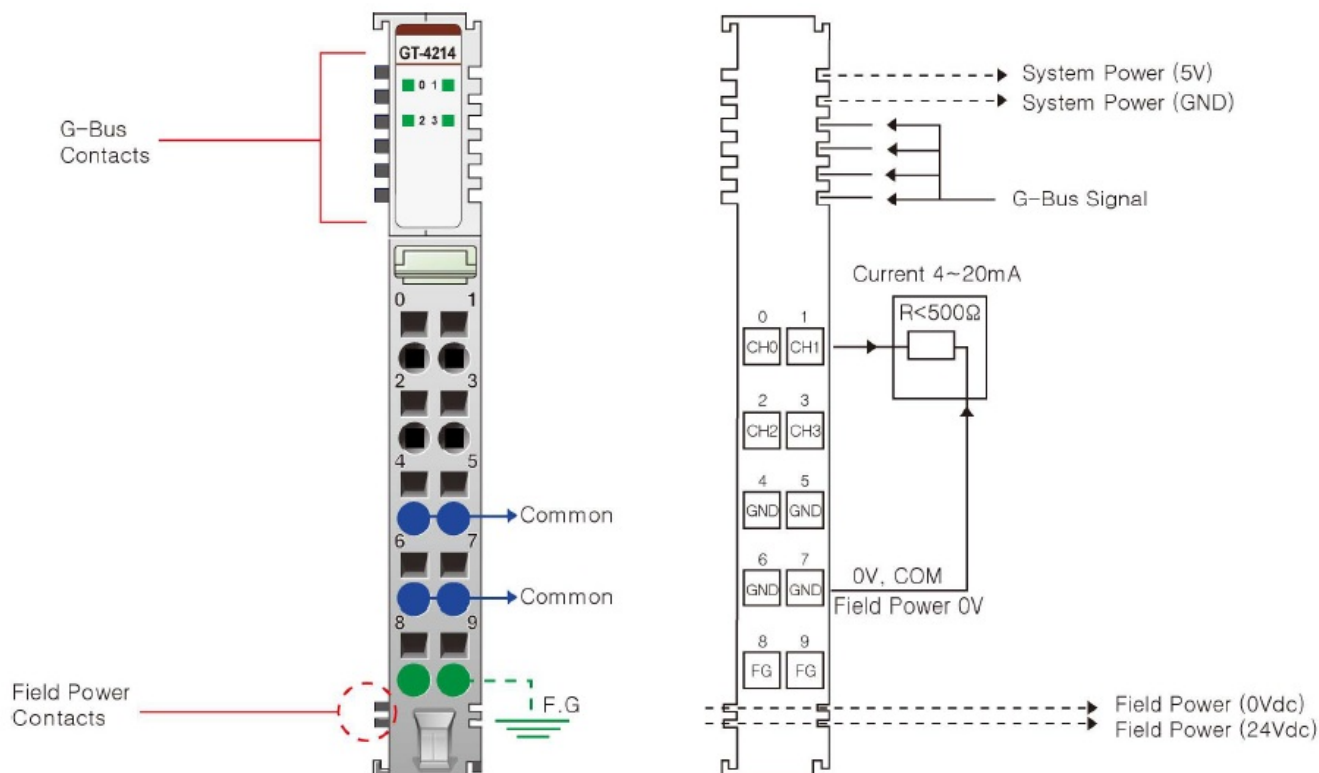 GT-4214
0 1
2 3
G-Bus
Contacts
0 1
2 3
4 5
Common
6 7
Common
8 9
Field Power
Contacts
F.G
System Power (5V)
System Power (GND)
G-Bus Signal
Current 4~20mA
R<500Ω
0 1
CH0 CH1
2 3
CH2 CH3
4 5
GND GND
6 7
GND GND
0V, COM
Field Power 0V
8 9
FG FG
Field Power (0Vdc)
Field Power (24Vdc)